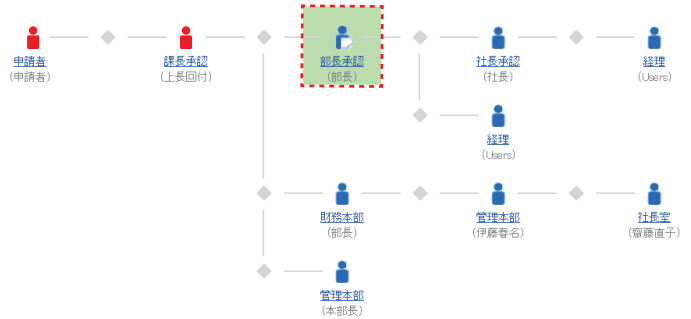 申請者
(申請者)
課長承認
(上長回付)
部長承認
(部長)
社長承認
(社長)
経理
(Users)
経理
(Users)
財務本部
(部長)
管理本部
(伊藤春名)
社長室
(齋藤直子)
管理本部
(本部長)